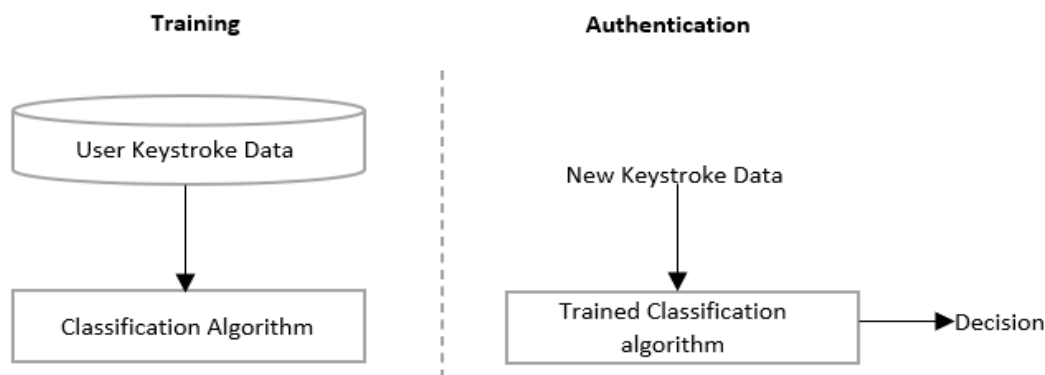 Training
Authentication
User Keystroke Data
Classification Algorithm
New Keystroke Data
Trained Classification
algorithm
Decision